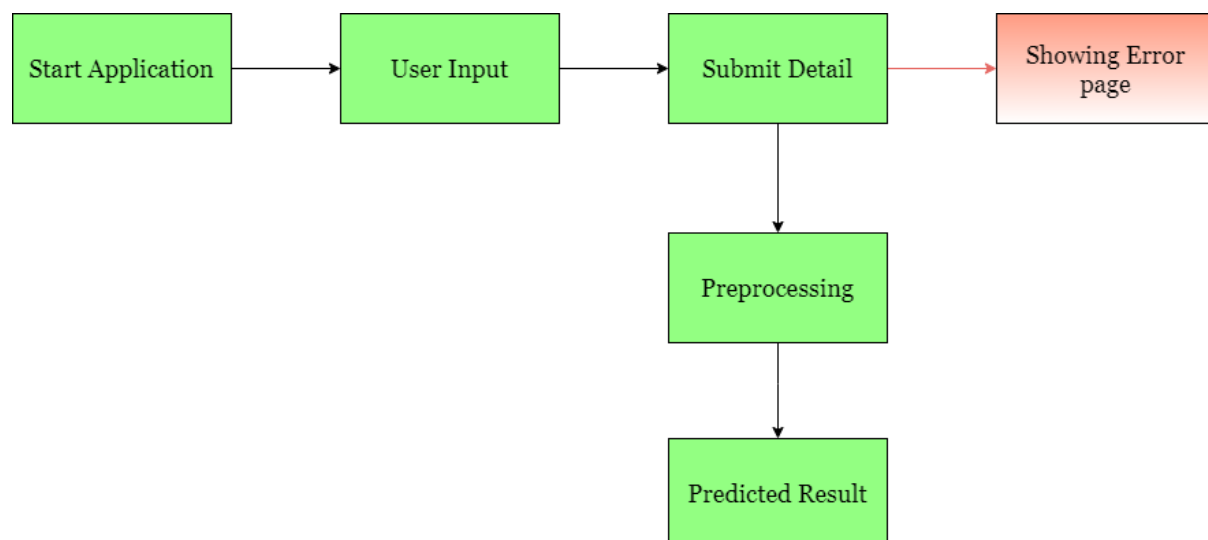 Start Application
User Input
Submit Detail
Showing Error
page
Preprocessing
Predicted Result